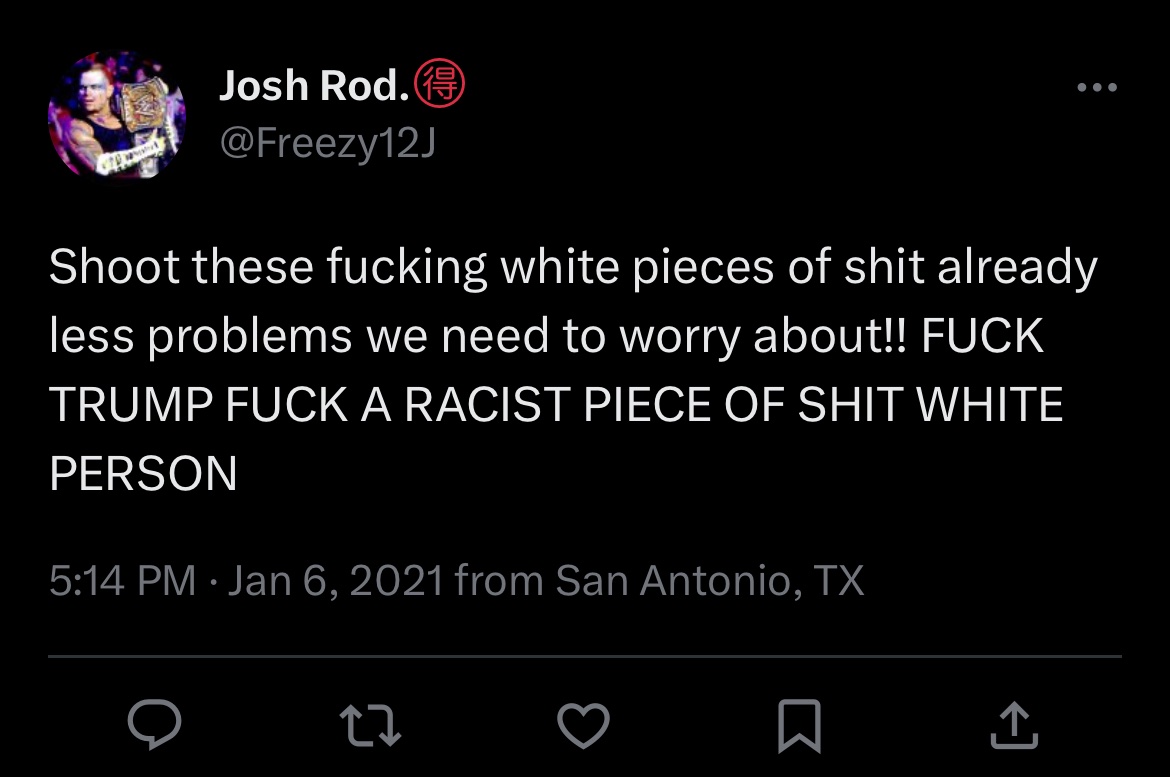 Josh Rod.🉐
@Freezy12J
Shoot these fucking white pieces of shit already
less problems we need to worry about!! FUCK
TRUMP FUCK A RACIST PIECE OF SHIT WHITE
PERSON
5:14 PM · Jan 6, 2021 from San Antonio, TX